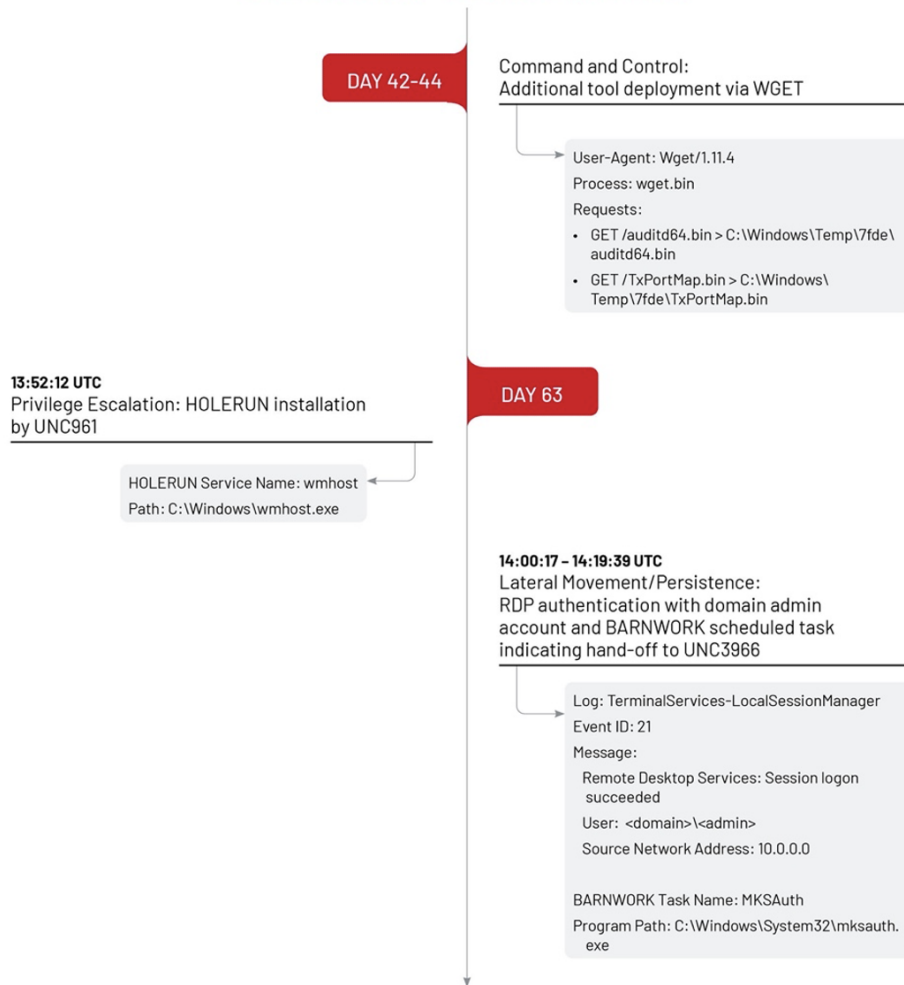 DAY 42-44
Command and Control:
Additional tool deployment via WGET
User-Agent: Wget/1.11.4
Process: wget.bin
Requests:
• GET /auditd64.bin > C:\Windows\Temp\7fde\
auditd64.bin
• GET /TxPortMap.bin > C:\Windows\
Temp\7fde\TxPortMap.bin
DAY 63
13:52:12 UTC
Privilege Escalation: HOLERUN installation
by UNC961
HOLERUN Service Name: wmhost
Path: C:\Windows\wmhost.exe
14:00:17 – 14:19:39 UTC
Lateral Movement/Persistence:
RDP authentication with domain admin
account and BARNWORK scheduled task
indicating hand-off to UNC3966
Log: TerminalServices-LocalSessionManager
Event ID: 21
Message:
Remote Desktop Services: Session logon
succeeded
User: <domain>\<admin>
Source Network Address: 10.0.0.0
BARNWORK Task Name: MKSAuth
Program Path: C:\Windows\System32\mksauth.
exe